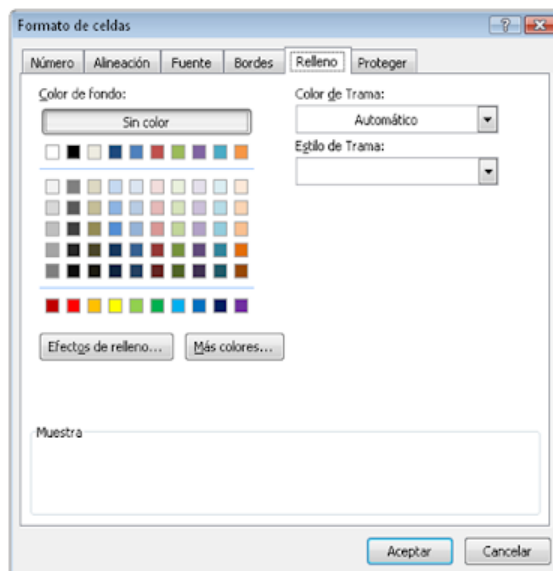 Formato de celdas
Número Alineación Fuente Bordes Relleno Proteger
Color de fondo:
Sin color
Color de Trama:
Automático
Estilo de Trama:
Efectos de relleno...
Más colores...
Muestra
Aceptar
Cancelar